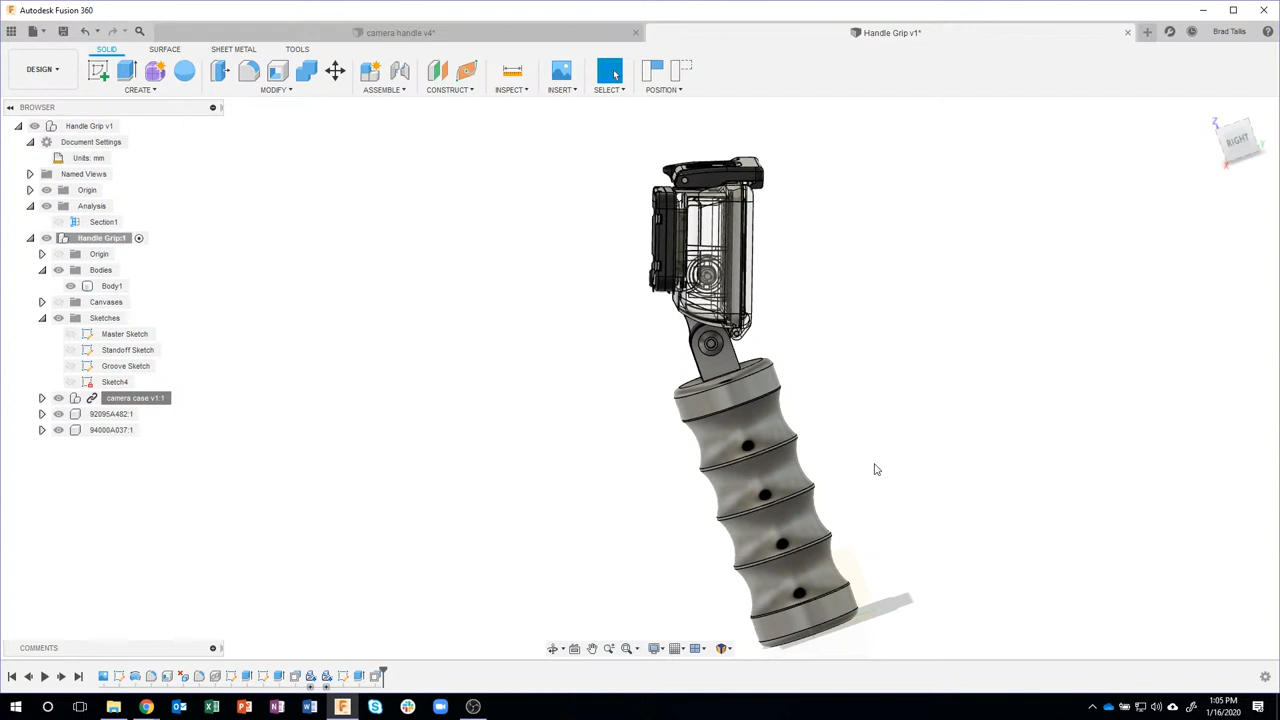 Autodesk Fusion 360
camera handle v4*
Handle Grip v1*
Brad Tallis
DESIGN
SOLID
SURFACE
SHEET METAL
TOOLS
CREATE
MODIFY
ASSEMBLE
CONSTRUCT
INSPECT
INSERT
SELECT
POSITION
BROWSER
Handle Grip v1
Document Settings
Units: mm
Named Views
Origin
Analysis
Section1
Handle Grip:1
Origin
Bodies
Body1
Canvases
Sketches
Master Sketch
Standoff Sketch
Groove Sketch
Sketch4
camera case v1:1
92095A482:1
94000A037:1
Z
RIGHT
Y
X
COMMENTS
1:05 PM
1/16/2020